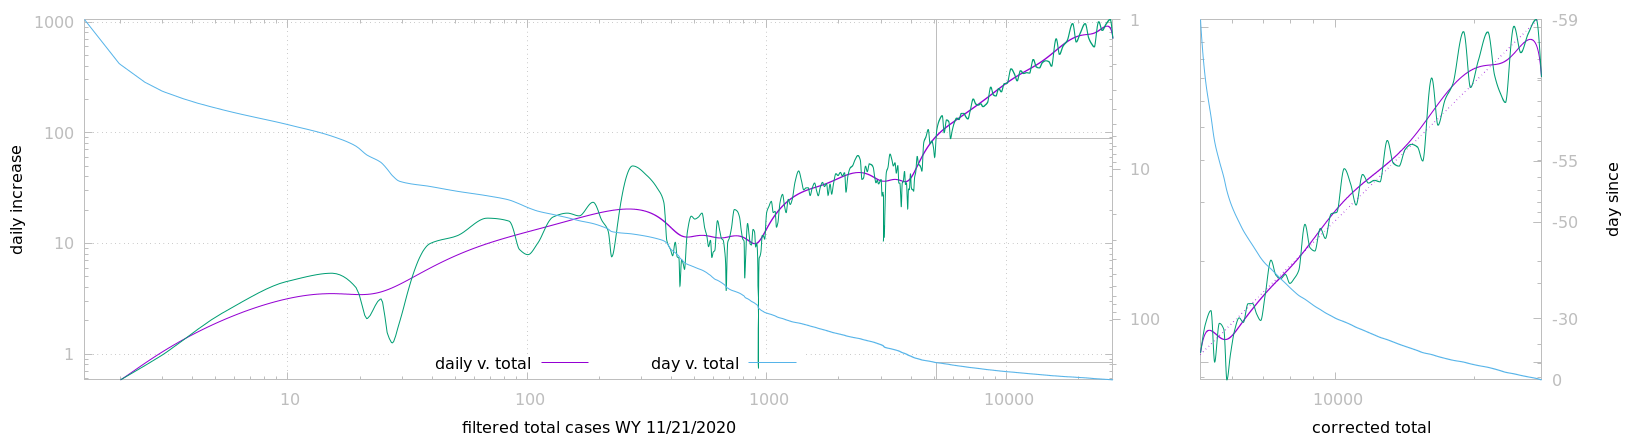 1000
100
10
1
daily increase
10
100
1000
10000
filtered total cases WY 11/21/2020
daily v. total
day v. total
1
10
100
10000
corrected total
-59
-55
-50
-30
0
day since